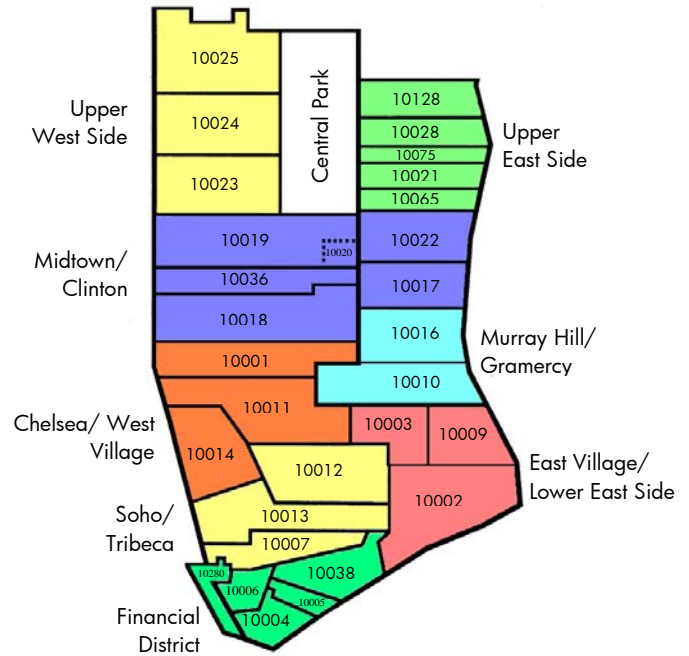 10025
Central Park
10128
Upper
West Side
10024
10028
Upper
East Side
10075
10021
10023
10065
10019
10020
10022
Midtown/
Clinton
10036
10017
10018
10016
Murray Hill/
Gramercy
10001
10010
10011
Chelsea/ West
Village
10003
10009
10014
10012
East Village/
Lower East Side
10002
Soho/
Tribeca
10013
10007
10280
10038
10006
10005
10004
Financial
District